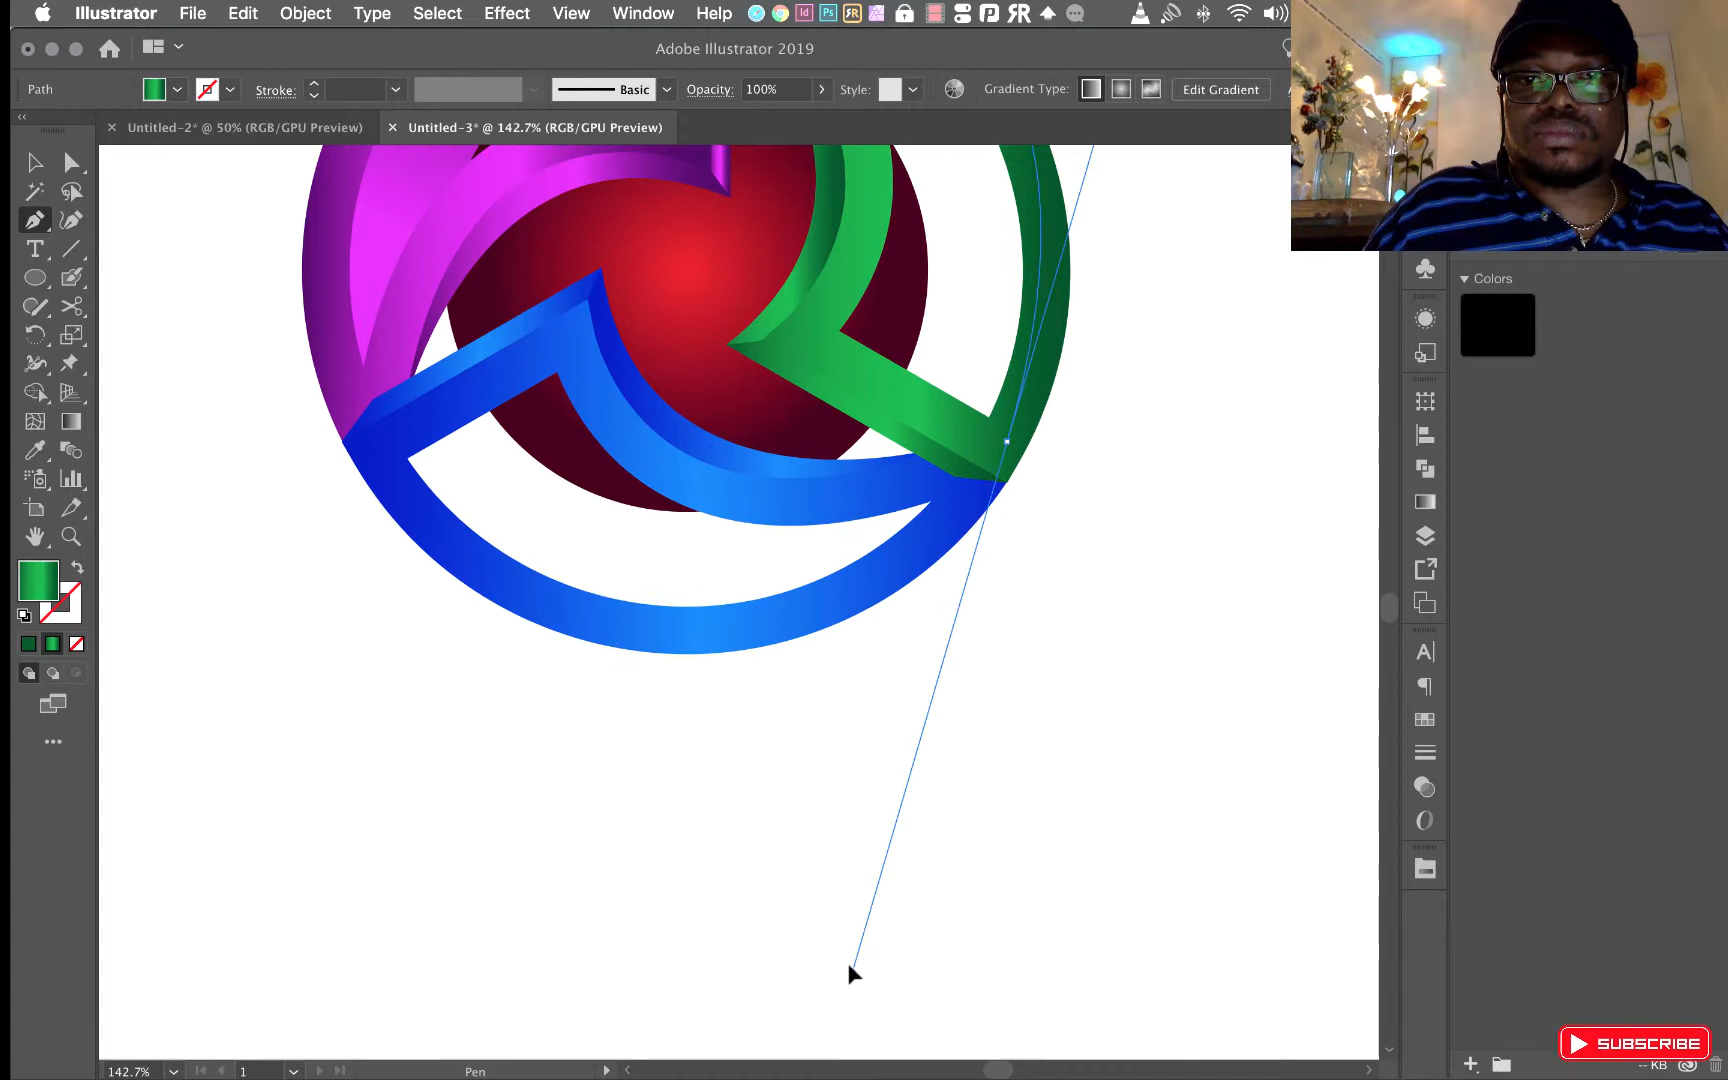 Illustrator File Edit Object Type Select Effect View Window Help
Adobe Illustrator 2019
Path Stroke: Basic Opacity: 100% Style: Gradient Type: Edit Gradient
Untitled-2* @ 50% (RGB/GPU Preview) Untitled-3* @ 142.7% (RGB/GPU Preview)
Colors
SUBSCRIBE
142.7% 1 Pen -- KB